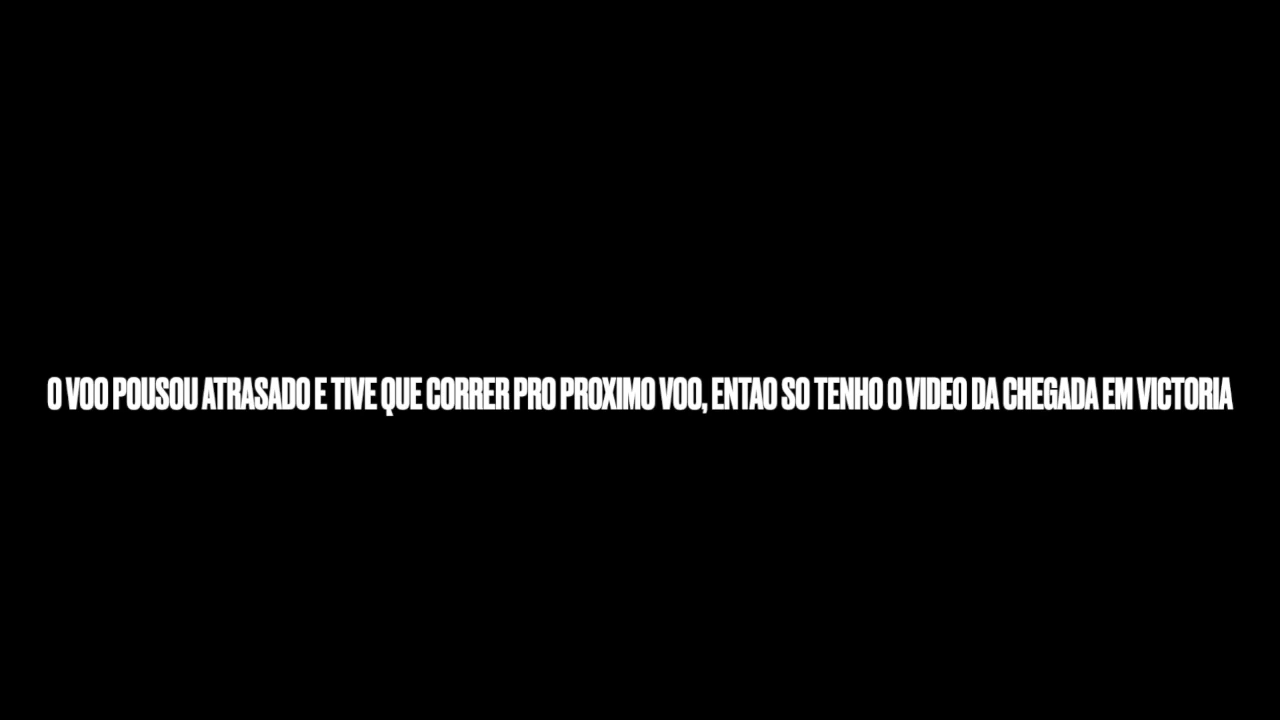 O VOO POUSOU ATRASADO E TIVE QUE CORRER PRO PROXIMO VOO, ENTAO SO TENHO O VIDEO DA CHEGADA EM VICTORIA